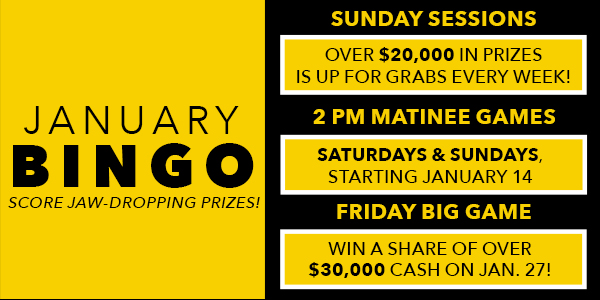 JANUARY
BINGO
SCORE JAW-DROPPING PRIZES!
SUNDAY SESSIONS
OVER $20,000 IN PRIZES
IS UP FOR GRABS EVERY WEEK!
2 PM MATINEE GAMES
SATURDAYS & SUNDAYS,
STARTING JANUARY 14
FRIDAY BIG GAME
WIN A SHARE OF OVER
$30,000 CASH ON JAN. 27!